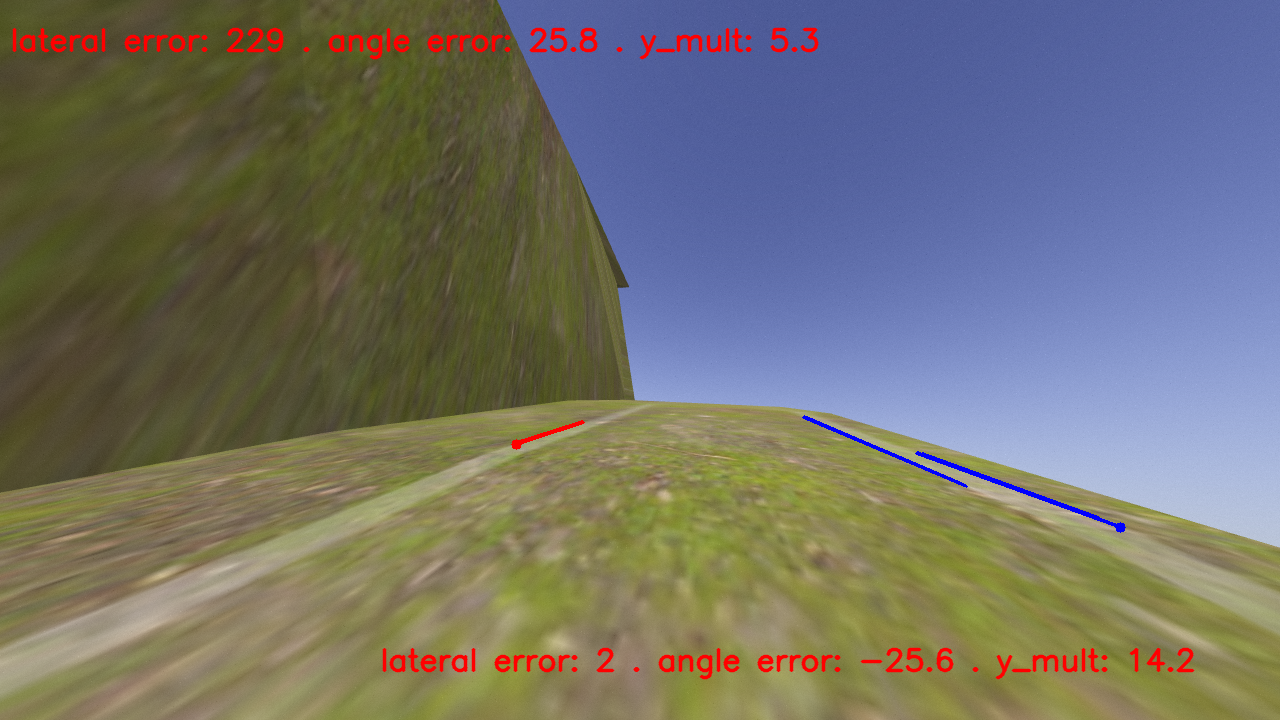 lateral error: 229 . angle error: 25.8 . y_mult: 5.3
lateral error: 2 . angle error: −25.6 . y_mult: 14.2